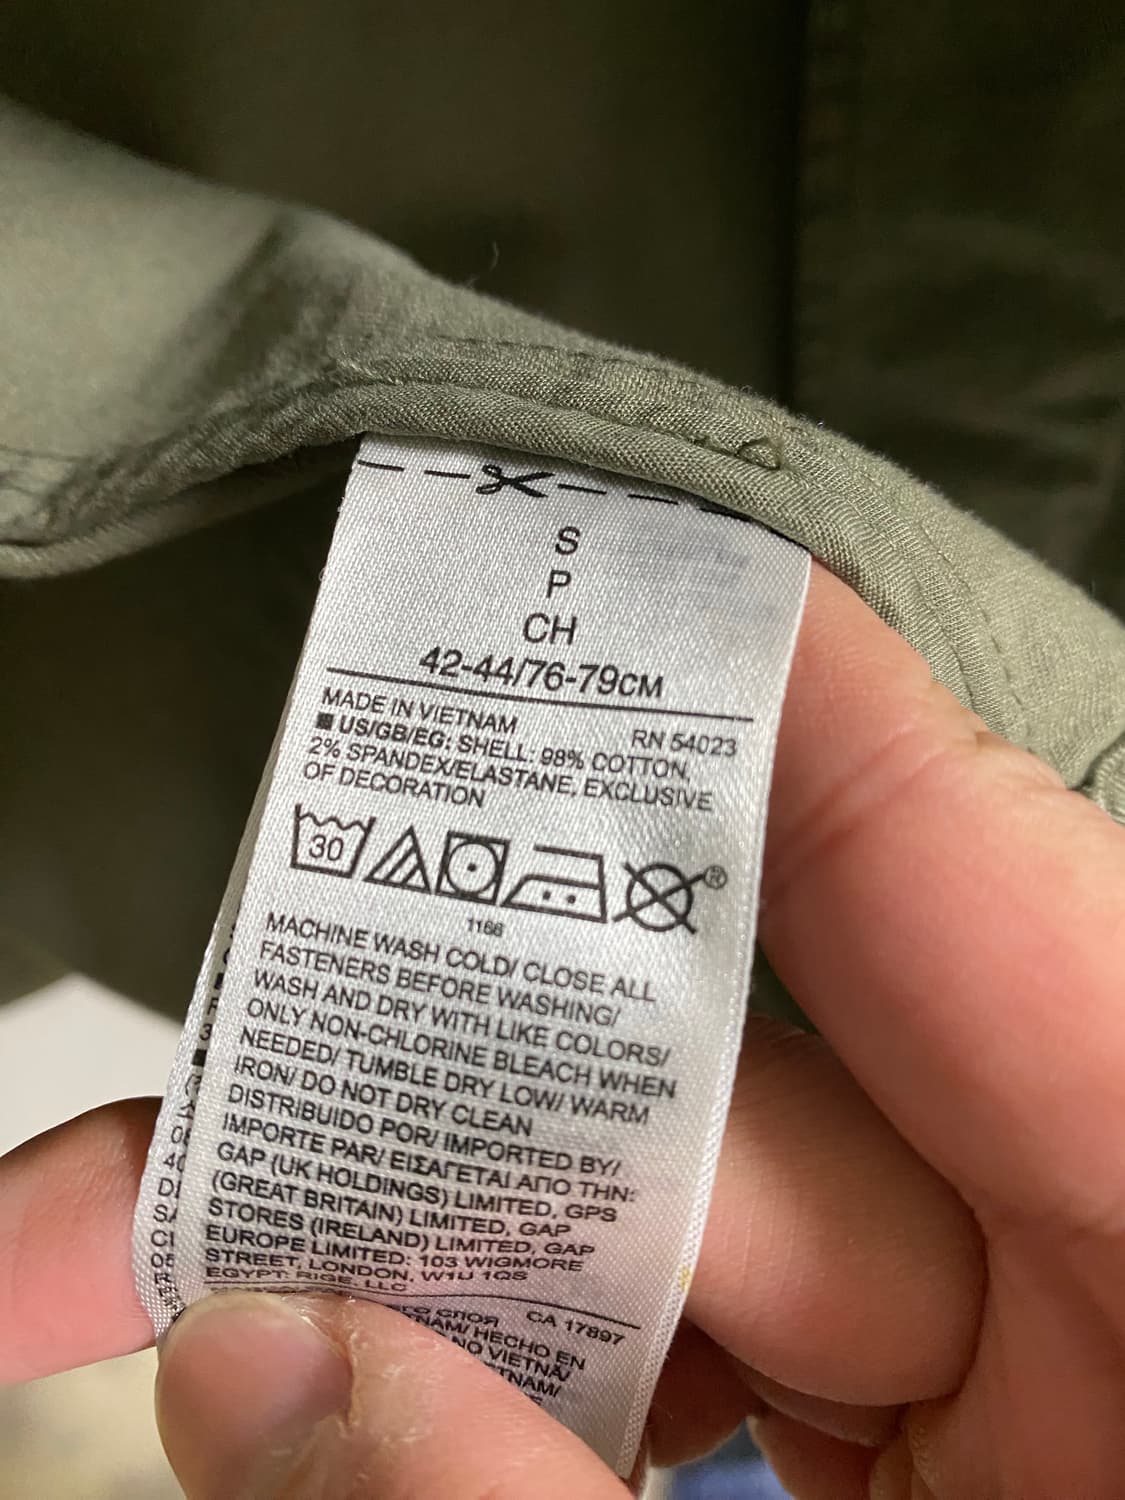 S
P
CH
42-44/76-79CM
MADE IN VIETNAM
RN 54023
US/GB/EG: SHELL: 98% COTTON,
2% SPANDEX/ELASTANE, EXCLUSIVE
OF DECORATION
30
®
1166
MACHINE WASH COLD/ CLOSE ALL
FASTENERS BEFORE WASHING/
WASH AND DRY WITH LIKE COLORS/
ONLY NON-CHLORINE BLEACH WHEN
NEEDED/ TUMBLE DRY LOW/ WARM
IRON/ DO NOT DRY CLEAN
DISTRIBUIDO POR/ IMPORTED BY/
IMPORTE PAR/ ΕΙΣΑΓΕΤΑΙ ΑΠΟ ΤΗΝ:
GAP (UK HOLDINGS) LIMITED, GPS
(GREAT BRITAIN) LIMITED, GAP
STORES (IRELAND) LIMITED, GAP
EUROPE LIMITED: 103 WIGMORE
STREET, LONDON, W1U 1QS
EGYPT: RIGE, LLC
CA 17897
HECHO EN
NO VIETNÃ/